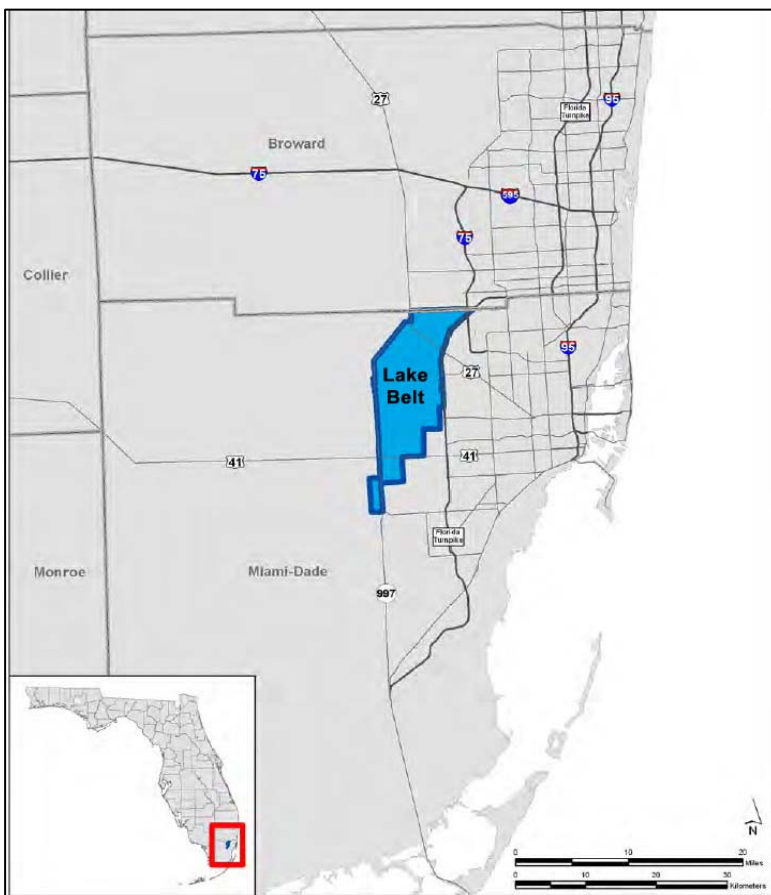 27
95
Florida
Turnpike
Broward
75
595
75
Collier
95
Lake
Belt
27
41
41
Florida
Turnpike
Monroe
Miami-Dade
997
N
0 10 20
Miles
0 10 20 30
Kilometers